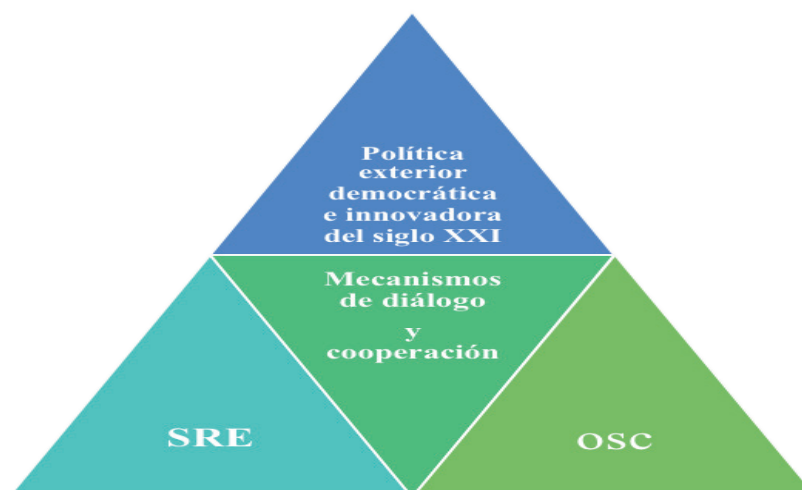 Política
exterior
democrática
e innovadora
del siglo XXI
Mecanismos
de diálogo
y
cooperación
SRE
OSC